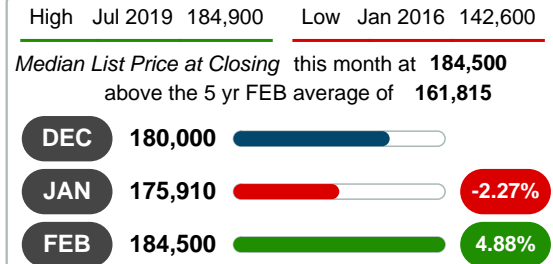 High Jul 2019 184,900 Low Jan 2016 142,600
Median List Price at Closing this month at 184,500
above the 5 yr FEB average of 161,815
DEC 180,000
JAN 175,910 -2.27%
FEB 184,500 4.88%